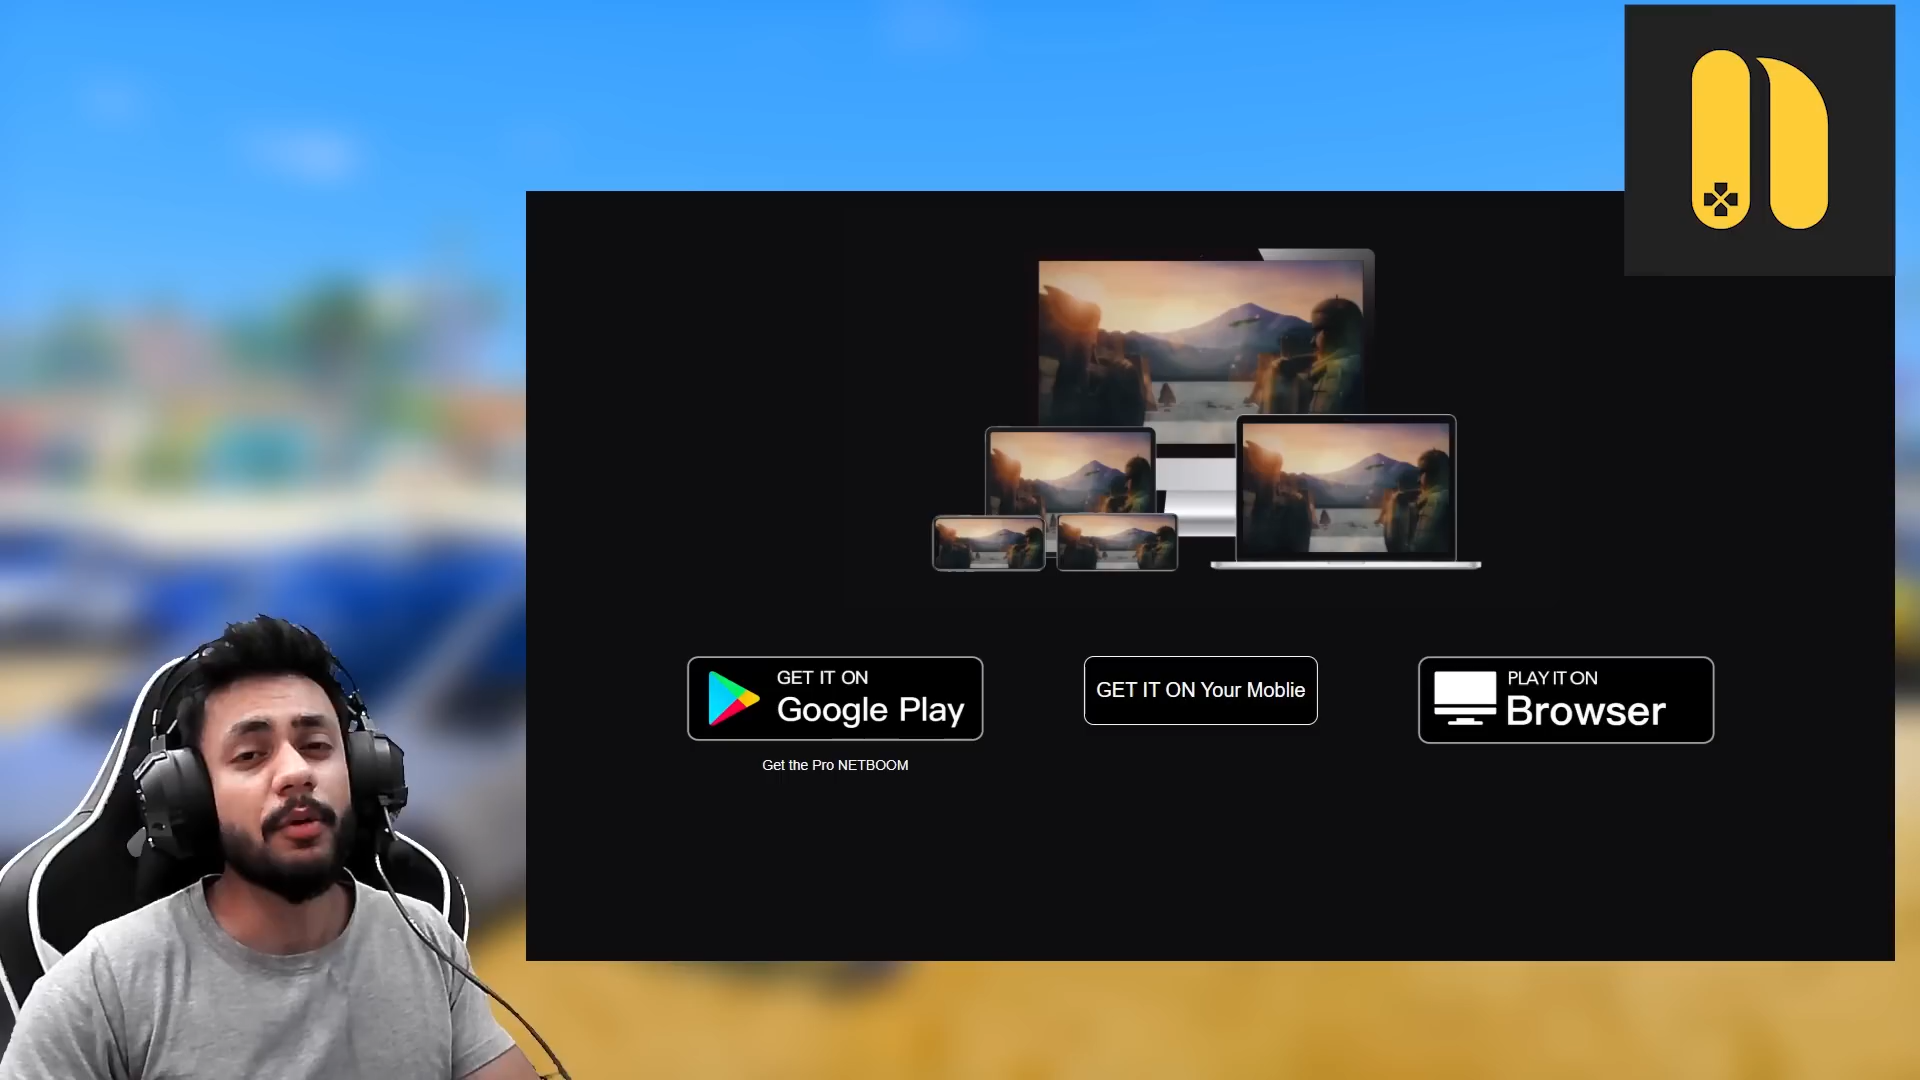 GET IT ON
Google Play
GET IT ON Your Moblie
PLAY IT ON
Browser
Get the Pro NETBOOM